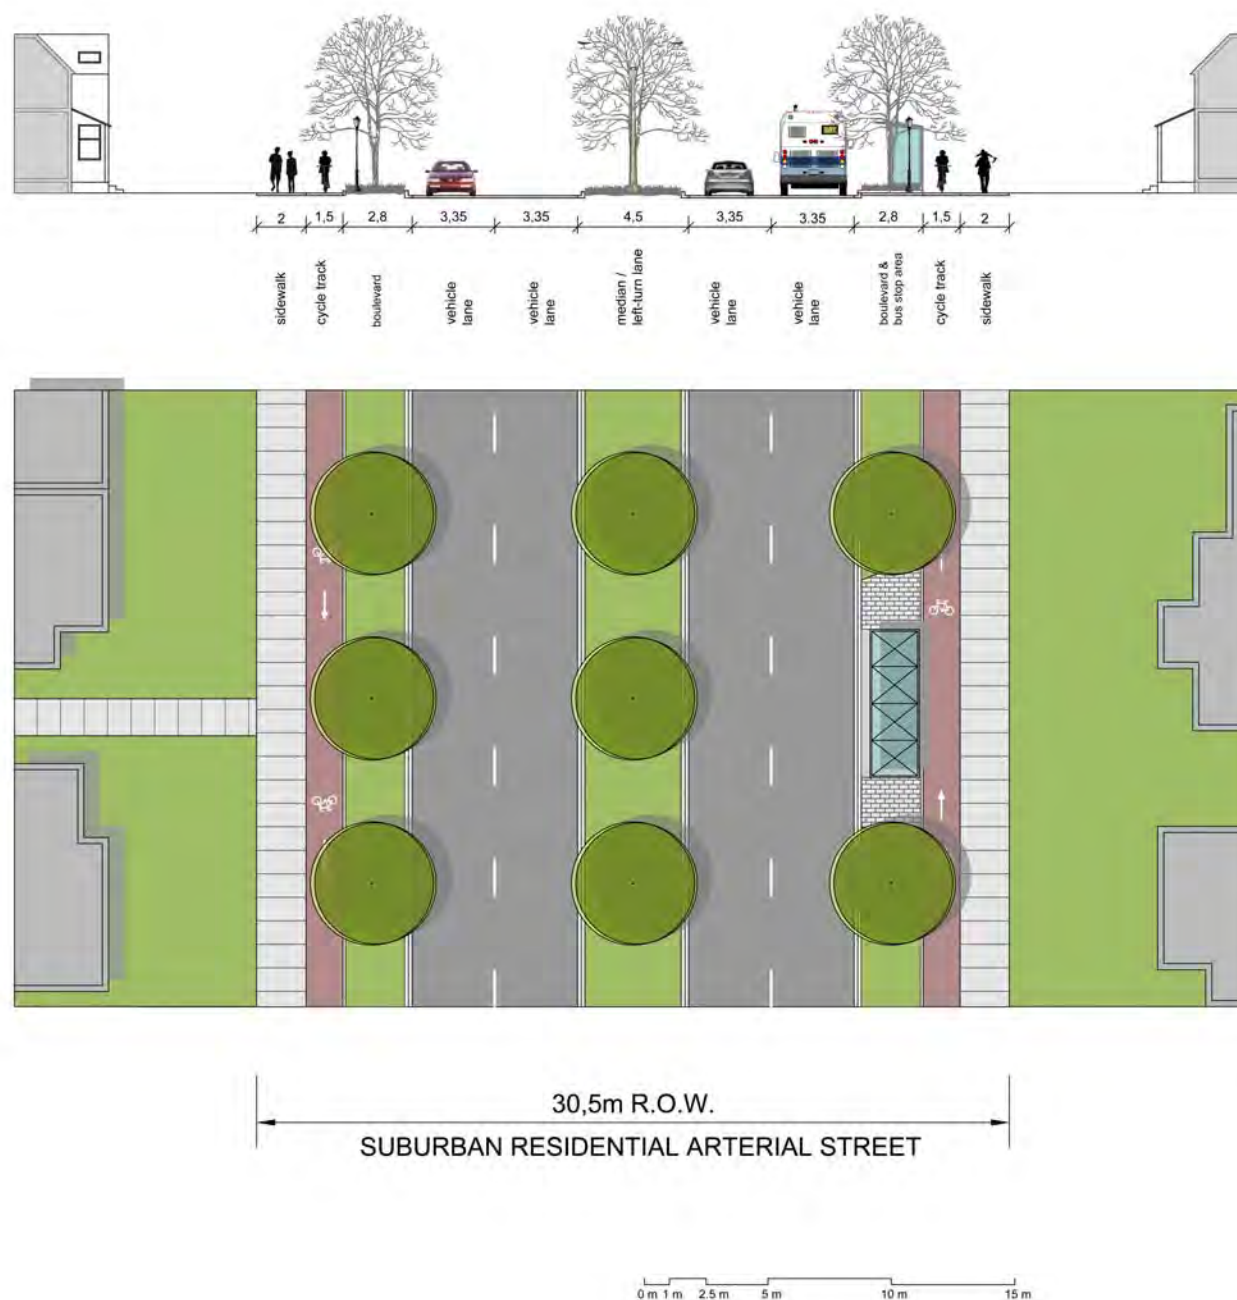 2 1,5 2,8 3,35 3,35 4,5 3,35 3.35 2,8 1,5 2
sidewalk
cycle track
boulevard
vehicle
lane
vehicle
lane
median /
left-turn lane
vehicle
lane
vehicle
lane
boulevard &
bus stop area
cycle track
sidewalk
30,5m R.O.W.
SUBURBAN RESIDENTIAL ARTERIAL STREET
0 m 1 m 2.5 m 5 m 10 m 15 m